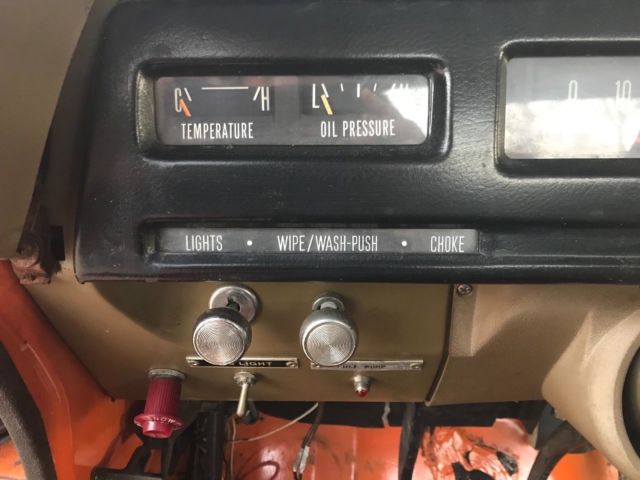 C H L
TEMPERATURE OIL PRESSURE
0 10
LIGHTS • WIPE/WASH-PUSH • CHOKE
LIGHT
PUMP